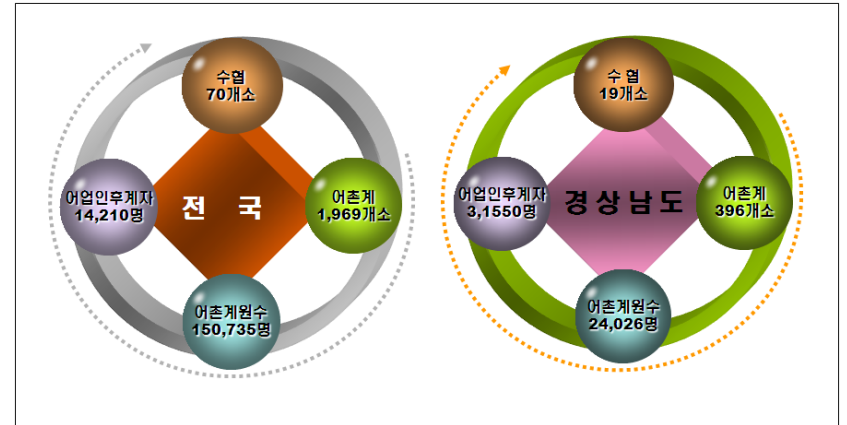 수협
70개소
어업인후계자
14,210명
전 국
어촌계
1,969개소
어촌계원수
150,735명
수 협
19개소
어업인후계자
3,1550명
경상남도
어촌계
396개소
어촌계원수
24,026명